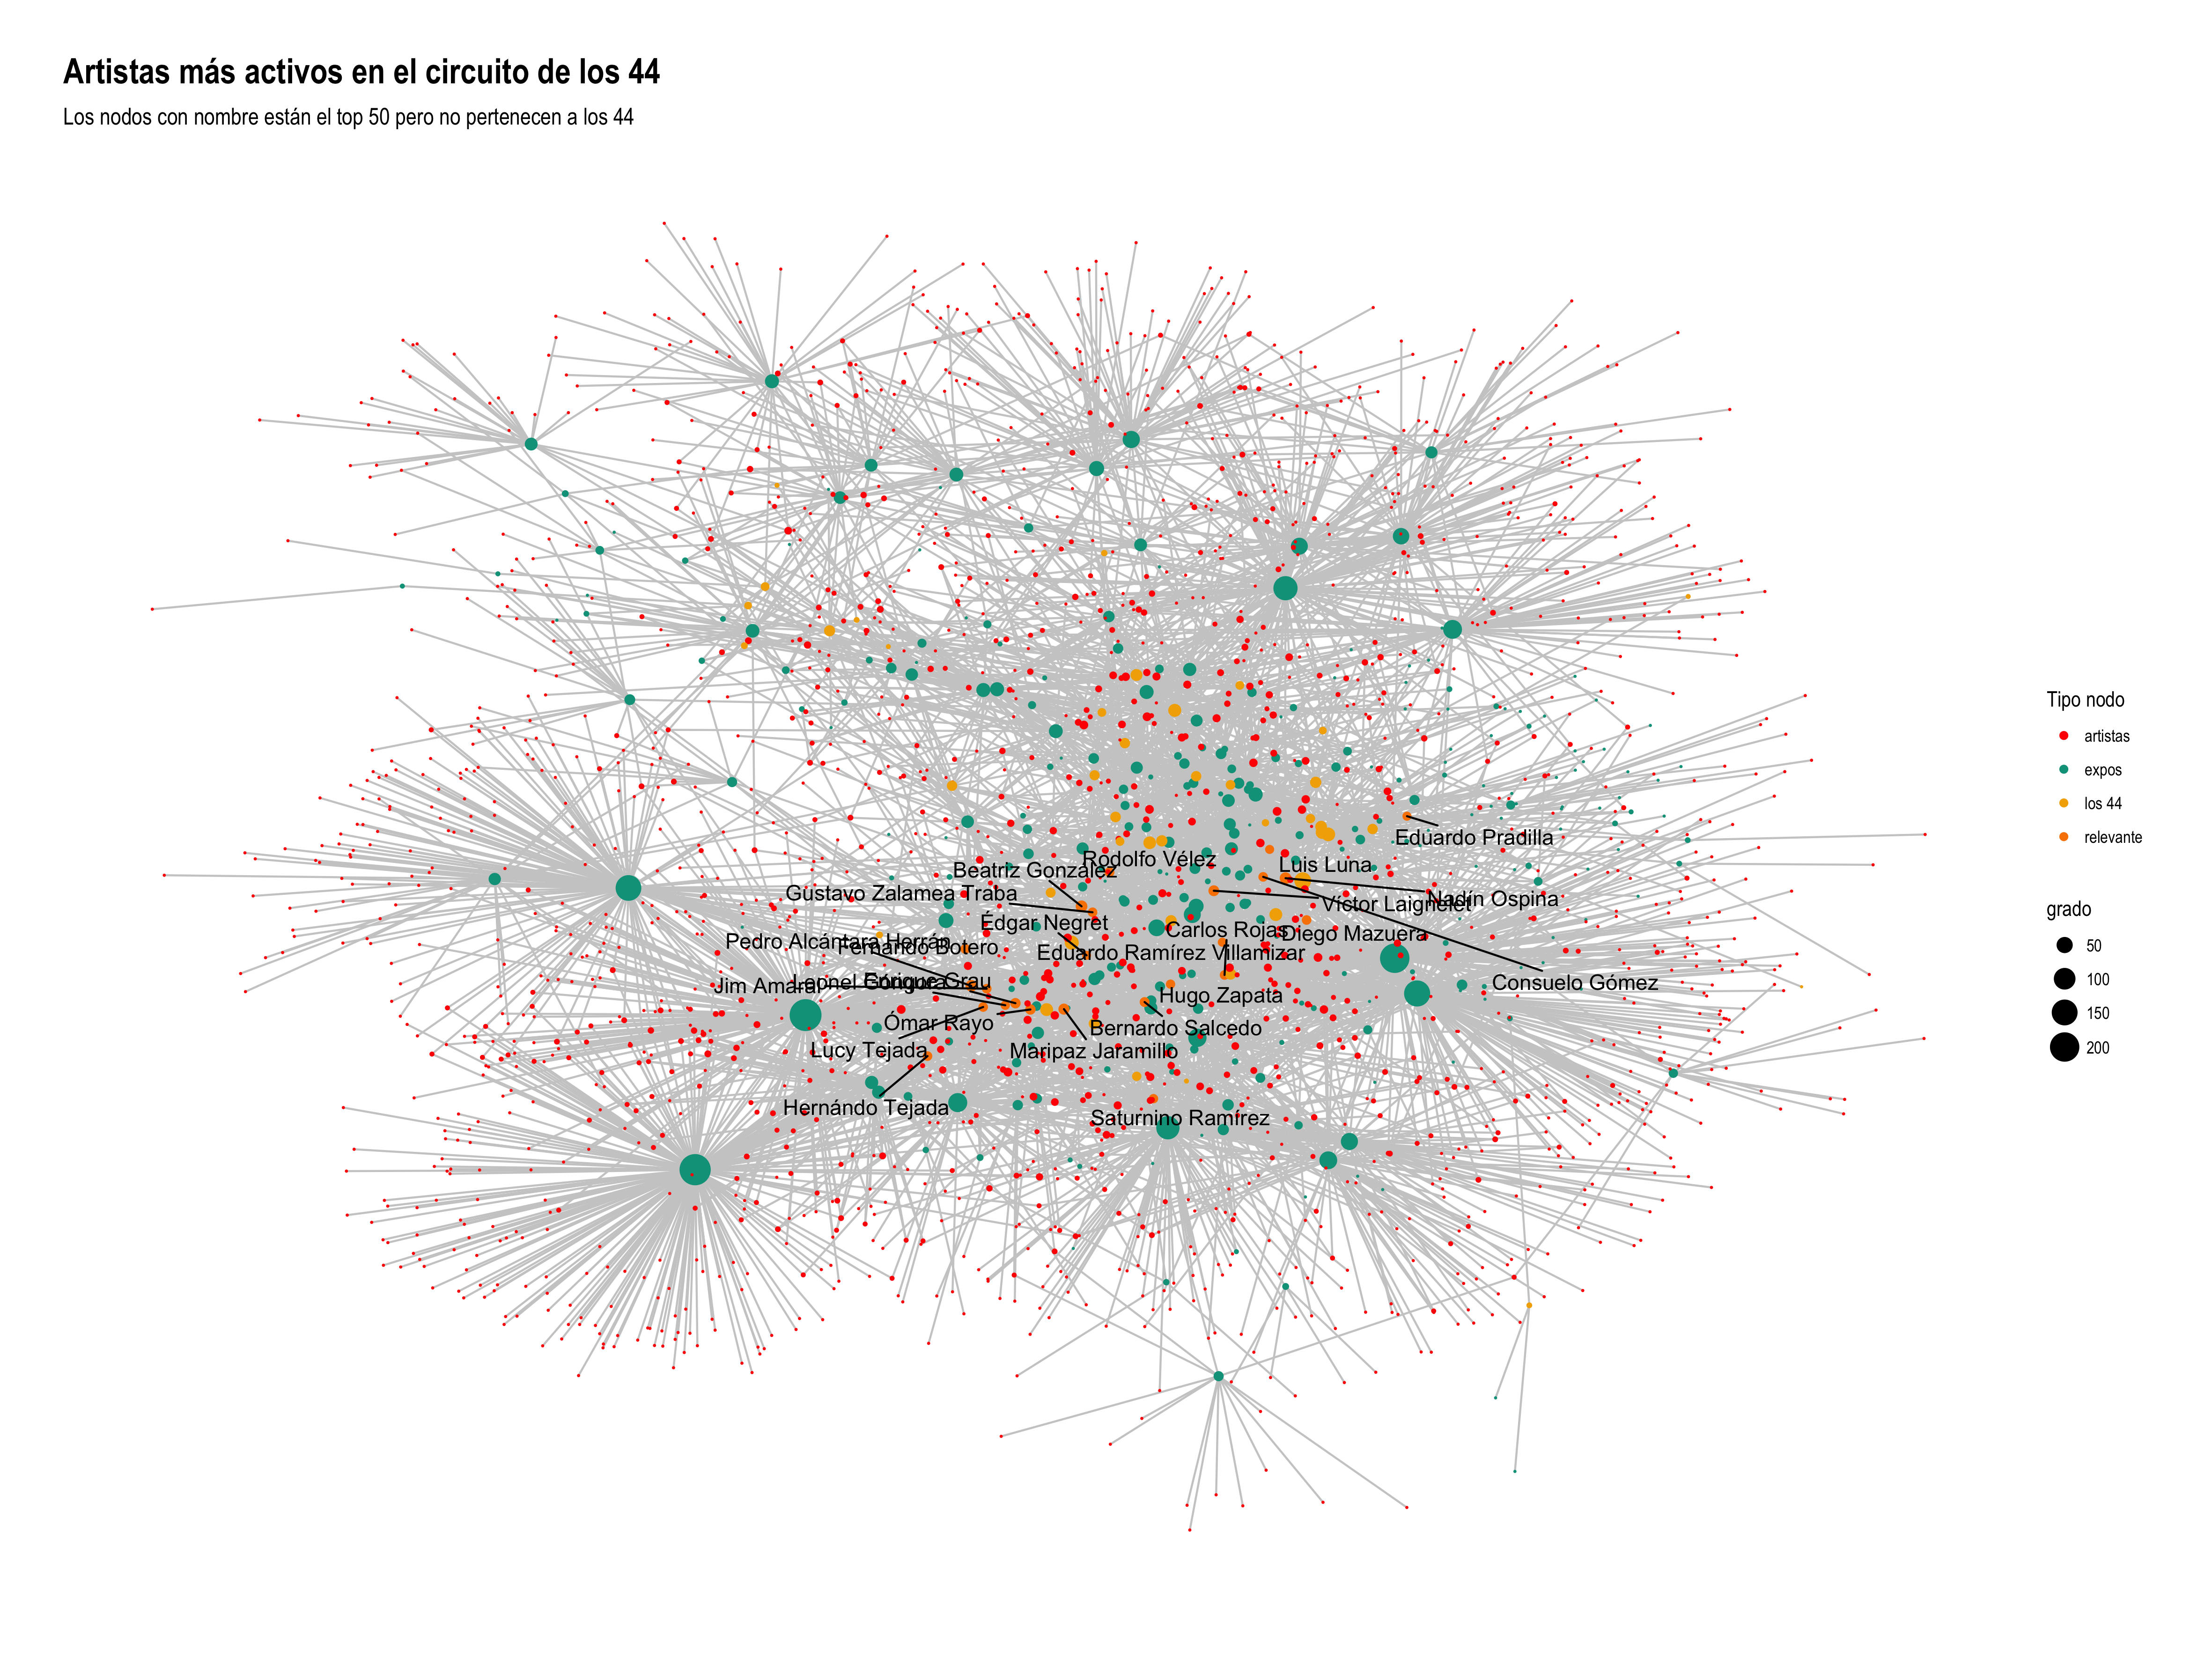 Artistas más activos en el circuito de los 44
Los nodos con nombre están el top 50 pero no pertenecen a los 44
Eduardo Pradilla
Rodolfo Vélez
Beatriz González
Luis Luna
Gustavo Zalamea Traba
Nadín Ospina
Víctor Laignelet
Édgar Negret
Carlos Rojas
Diego Mazuera
Pedro Alcántara Herrán
Fernando Botero
Eduardo Ramírez Villamizar
Jim Amaral
Leonel Góngora
Enrique Grau
Consuelo Gómez
Hugo Zapata
Ómar Rayo
Bernardo Salcedo
Lucy Tejada
Maripaz Jaramillo
Hernándo Tejada
Saturnino Ramírez
Tipo nodo
artistas
expos
los 44
relevante
grado
50
100
150
200